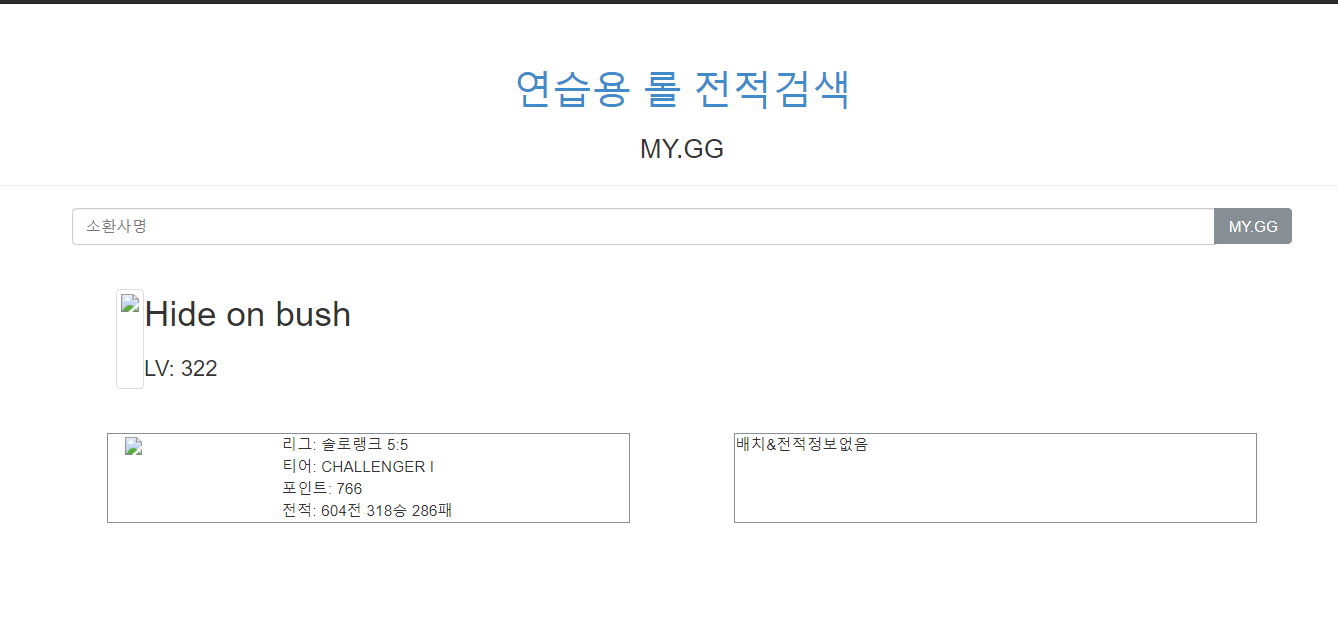 연습용 롤 전적검색
MY.GG
소환사명
MY.GG
Hide on bush
LV: 322
리그: 솔로랭크 5:5
티어: CHALLENGER I
포인트: 766
전적: 604전 318승 286패
배치&전적정보없음